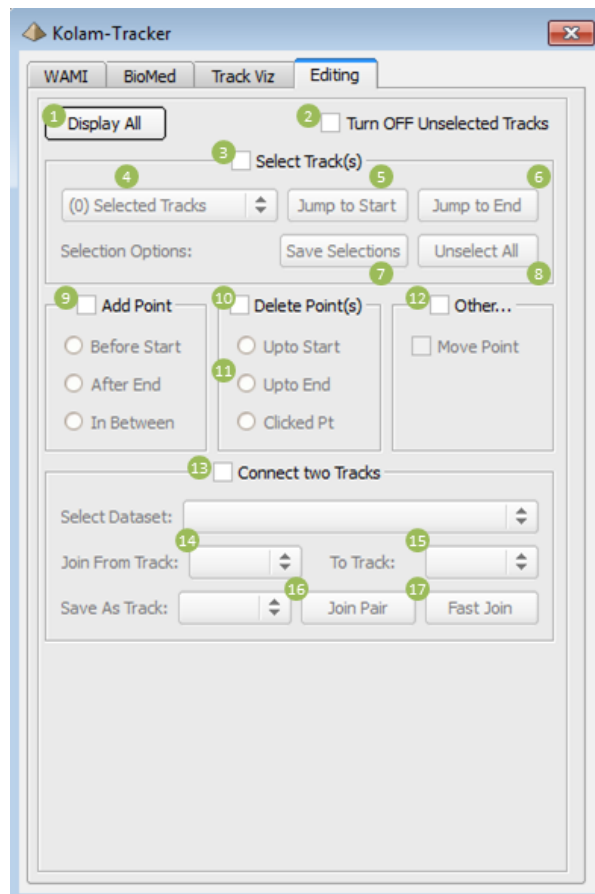 Kolam-Tracker
WAMI BioMed Track Viz Editing
1 Display All 2 Turn OFF Unselected Tracks
3 Select Track(s)
4 5 6
(0) Selected Tracks Jump to Start Jump to End
Selection Options: Save Selections Unselect All
7 8
9 Add Point 10 Delete Point(s) 12 Other...
Before Start Upto Start Move Point
After End 11 Upto End
In Between Clicked Pt
13 Connect two Tracks
Select Dataset:
14 15
Join From Track: To Track:
16 17
Save As Track: Join Pair Fast Join